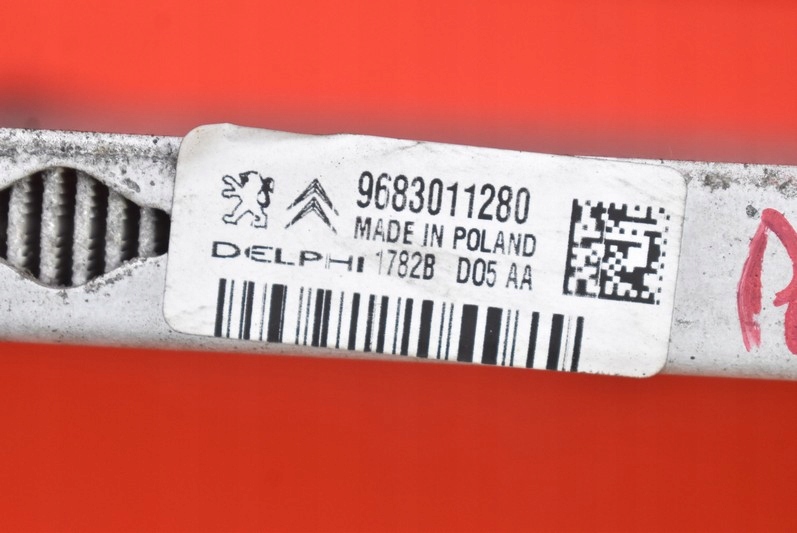 9683011280
MADE IN POLAND
DELPHI 1782B D05 AA